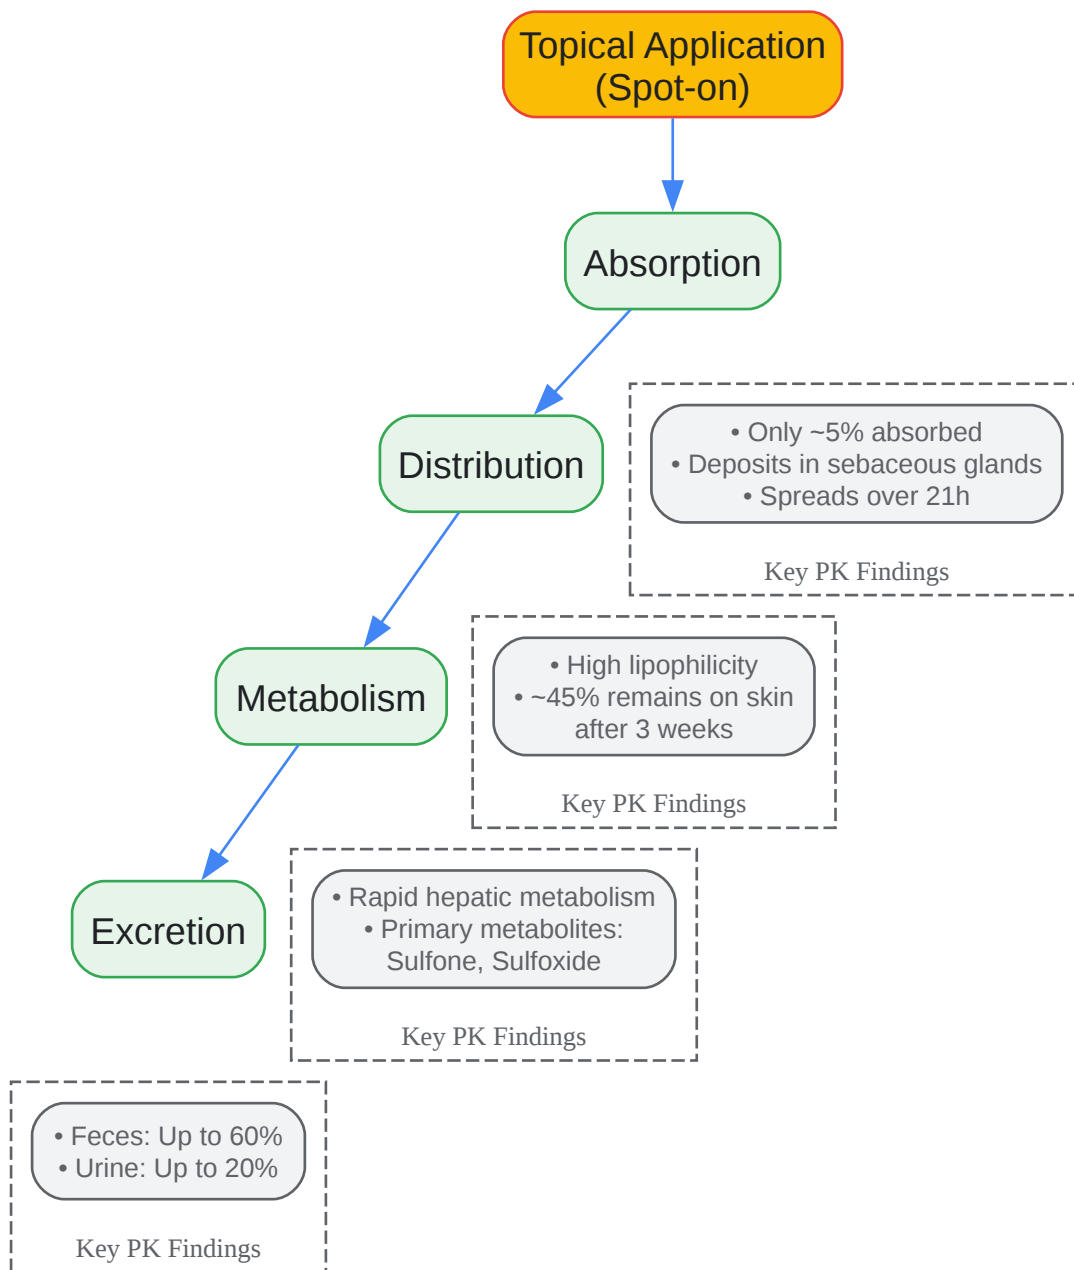 Topical Application
(Spot-on)
Absorption
Distribution
• Only ~5% absorbed
• Deposits in sebaceous glands
• Spreads over 21h
Key PK Findings
Metabolism
• High lipophilicity
• ~45% remains on skin
after 3 weeks
Key PK Findings
Excretion
• Rapid hepatic metabolism
• Primary metabolites:
Sulfone, Sulfoxide
Key PK Findings
• Feces: Up to 60%
• Urine: Up to 20%
Key PK Findings